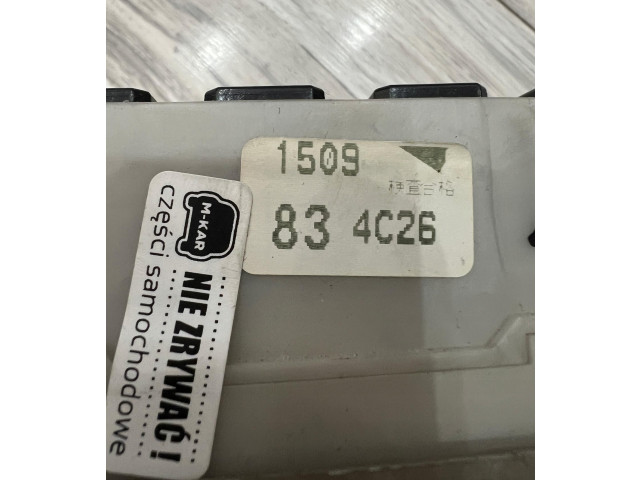 1509
検査合格
83 4C26
M-KAR
NIE ZRYWAĆ!
części samochodowe